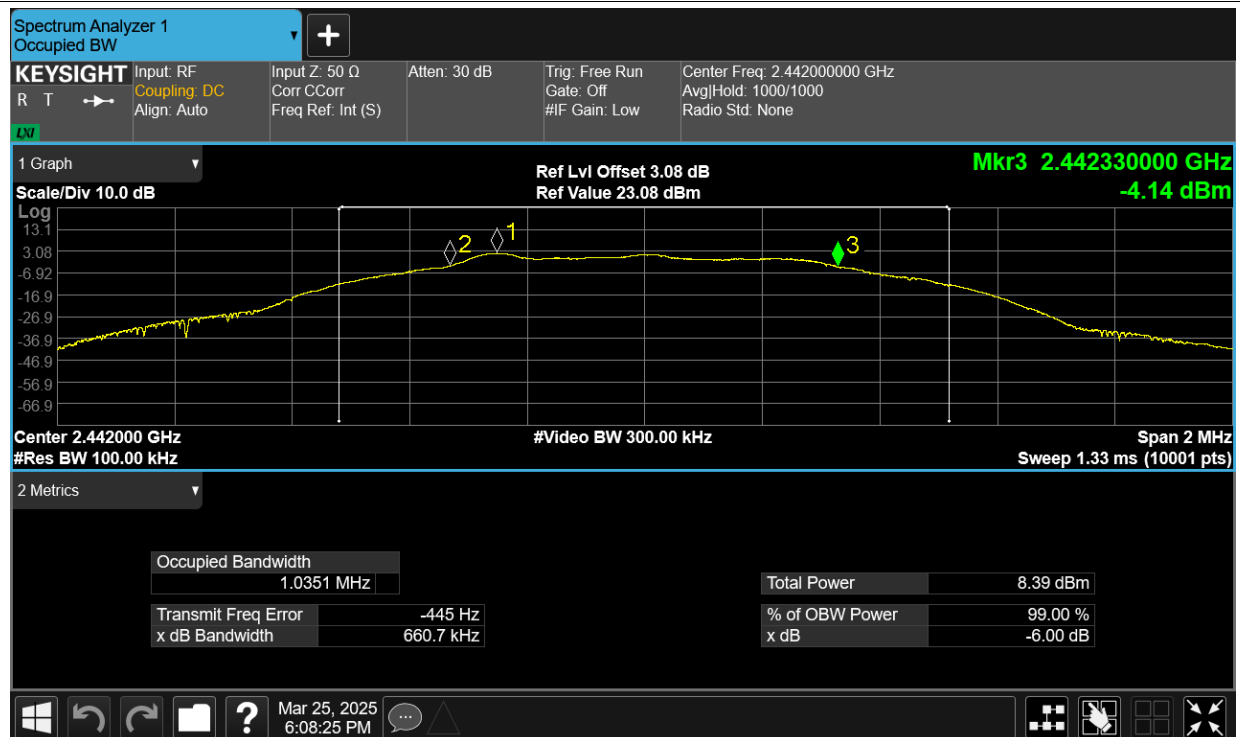 Spectrum Analyzer 1
Occupied BW
KEYSIGHT
R T
LXI
Input: RF
Coupling: DC
Align: Auto
Input Z: 50 Ω
Corr CCorr
Freq Ref: Int (S)
Atten: 30 dB
Trig: Free Run
Gate: Off
#IF Gain: Low
Center Freq: 2.442000000 GHz
Avg|Hold: 1000/1000
Radio Std: None
1 Graph
Scale/Div 10.0 dB
Ref Lvl Offset 3.08 dB
Ref Value 23.08 dBm
Mkr3 2.442330000 GHz
-4.14 dBm
Log
13.1
3.08
-6.92
-16.9
-26.9
-36.9
-46.9
-56.9
-66.9
2
1
3
Center 2.442000 GHz
#Video BW 300.00 kHz
Span 2 MHz
#Res BW 100.00 kHz
Sweep 1.33 ms (10001 pts)
2 Metrics
Occupied Bandwidth
1.0351 MHz
Total Power 8.39 dBm
Transmit Freq Error -445 Hz
% of OBW Power 99.00 %
x dB Bandwidth 660.7 kHz
x dB -6.00 dB
?
Mar 25, 2025
6:08:25 PM